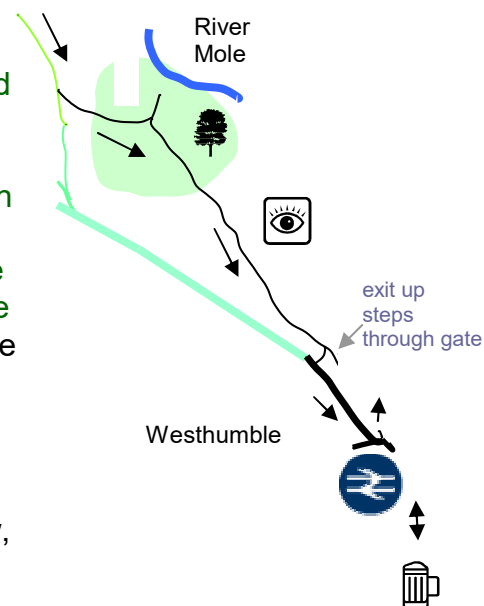 River
Mole
d
n
e
e
e
exit up
steps
through gate
Westhumble
,